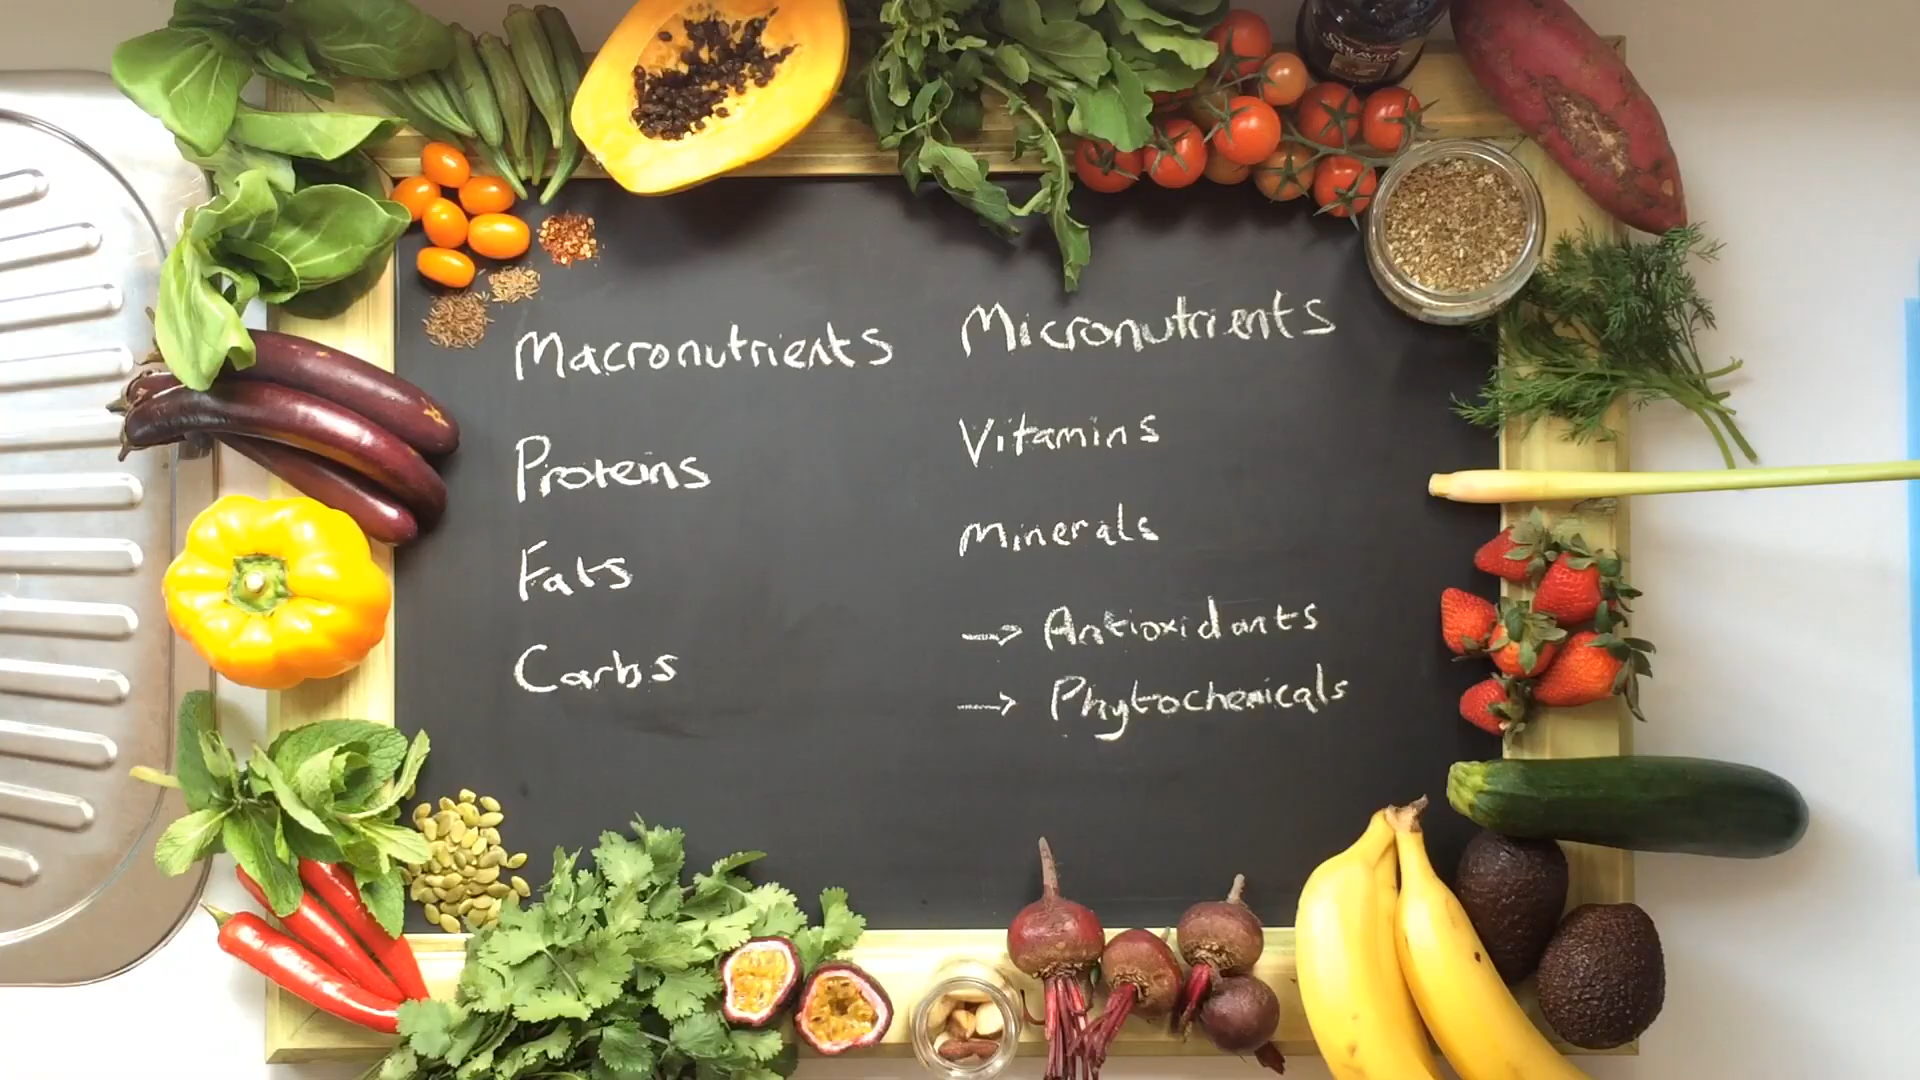 Macronutrients
Proteins
Fats
Carbs
Micronutrients
Vitamins
Minerals
→ Antioxidants
→ Phytochemicals